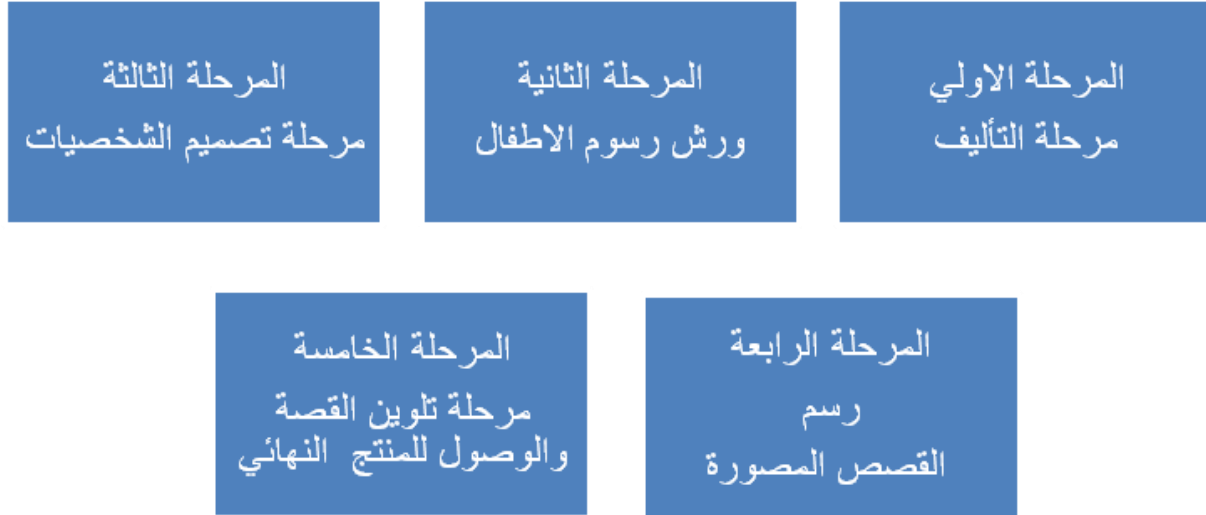 المرحلة الاولي
مرحلة التأليف
المرحلة الثانية
ورش رسوم الاطفال
المرحلة الثالثة
مرحلة تصميم الشخصيات
المرحلة الرابعة
رسم
القصص المصورة
المرحلة الخامسة
مرحلة تلوين القصة
والوصول للمنتج النهائي